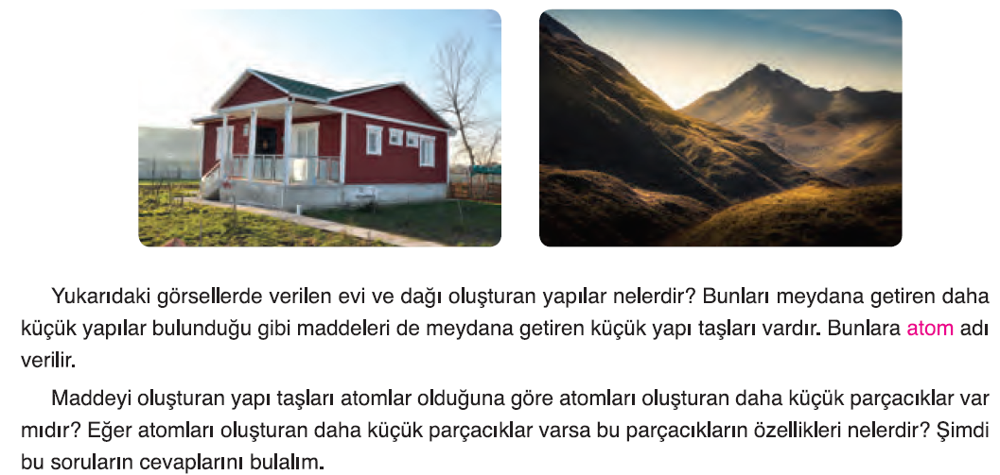 Yukarıdaki görsellerde verilen evi ve dağı oluşturan yapılar nelerdir? Bunları meydana getiren daha
küçük yapılar bulunduğu gibi maddeleri de meydana getiren küçük yapı taşları vardır. Bunlara atom adı
verilir.
Maddeyi oluşturan yapı taşları atomlar olduğuna göre atomları oluşturan daha küçük parçacıklar var
mıdır? Eğer atomları oluşturan daha küçük parçacıklar varsa bu parçacıkların özellikleri nelerdir? Şimdi
bu soruların cevaplarını bulalım.